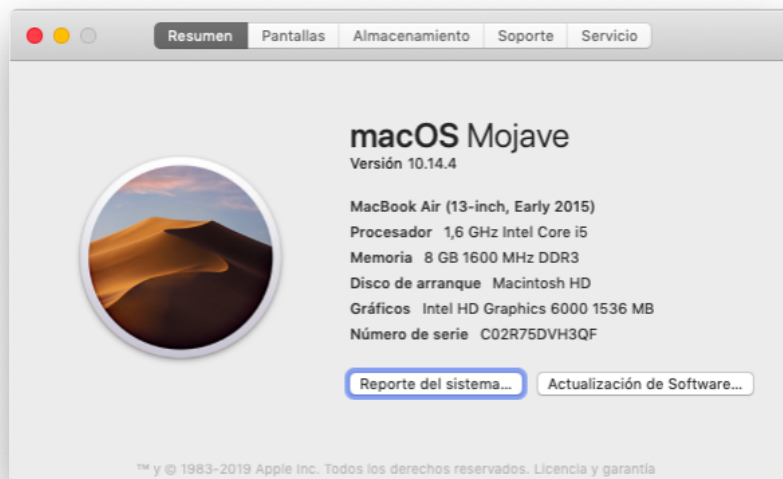 Resumen Pantallas Almacenamiento Soporte Servicio
macOS Mojave
Versión 10.14.4
MacBook Air (13-inch, Early 2015)
Procesador 1,6 GHz Intel Core i5
Memoria 8 GB 1600 MHz DDR3
Disco de arranque Macintosh HD
Gráficos Intel HD Graphics 6000 1536 MB
Número de serie C02R75DVH3QF
Reporte del sistema... Actualización de Software...
™ y © 1983-2019 Apple Inc. Todos los derechos reservados. Licencia y garantía